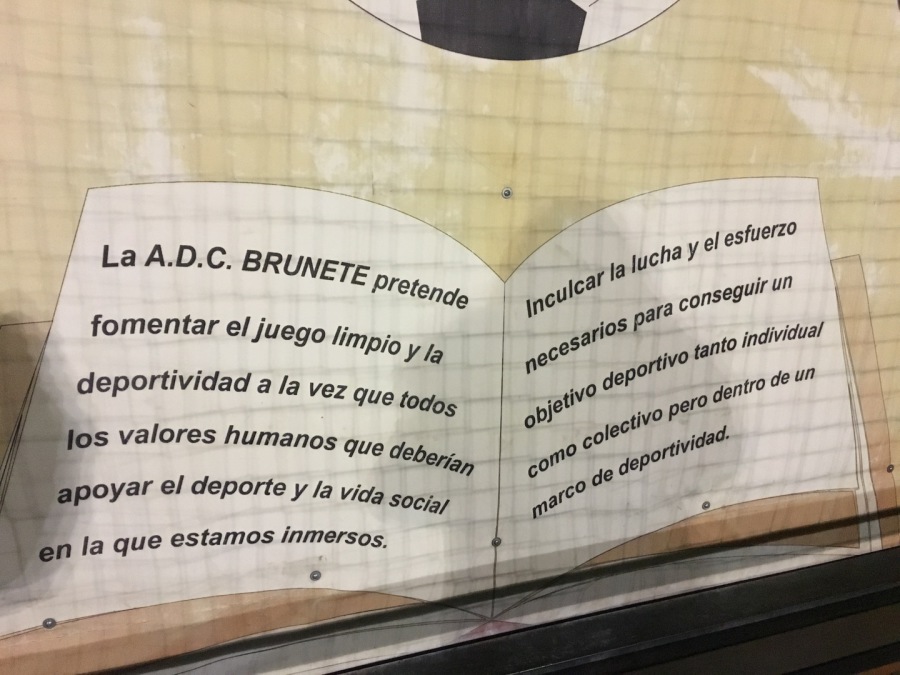 La A.D.C. BRUNETE pretende
fomentar el juego limpio y la
deportividad a la vez que todos
los valores humanos que deberían
apoyar el deporte y la vida social
en la que estamos inmersos.
Inculcar la lucha y el esfuerzo
necesarios para conseguir un
objetivo deportivo tanto individual
como colectivo pero dentro de un
marco de deportividad.